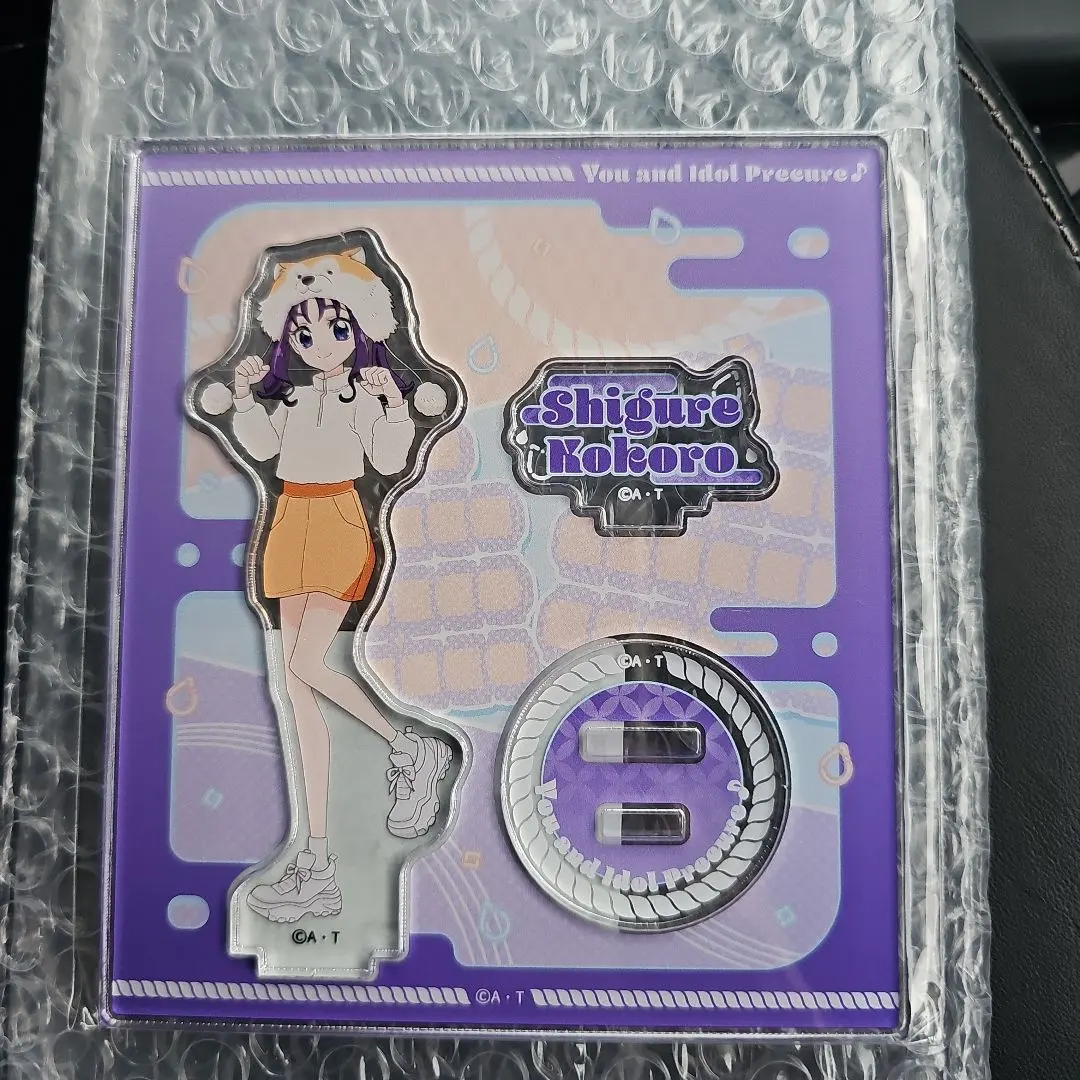 You and Idol Precure♪
Shigure
Kokoro
©A・T
©A・T
You and Idol Precure♪
©A・T
©A・T